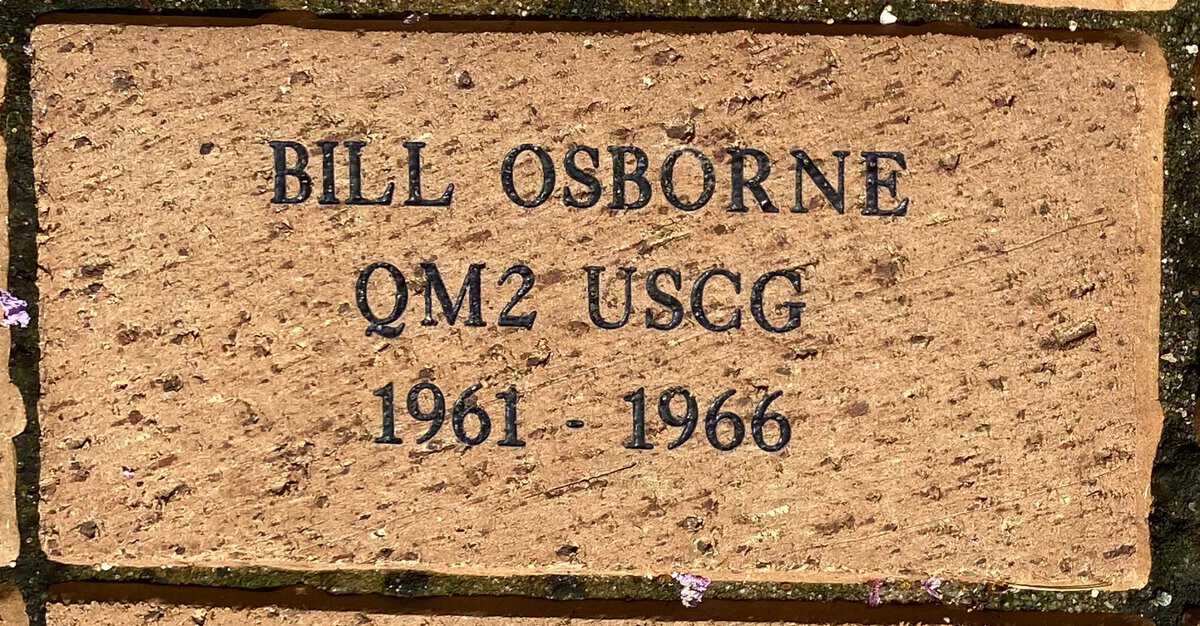 BILL OSBORNE
QM2 USCG
1961 - 1966